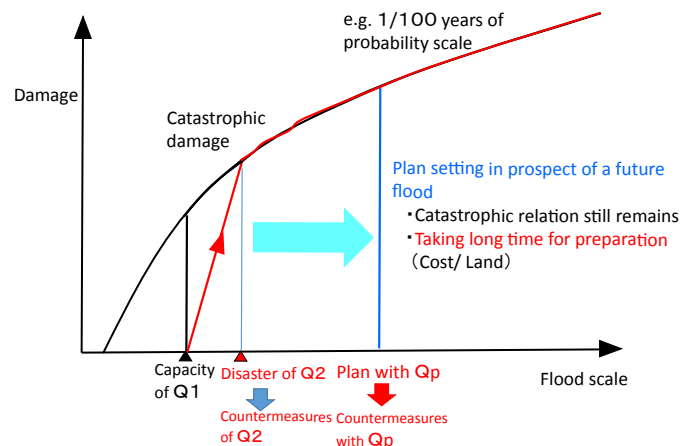 e.g. 1/100 years of
probability scale
Damage
Catastrophic
damage
Plan setting in prospect of a future
flood
・Catastrophic relation still remains
・Taking long time for preparation
（Cost/ Land）
Capacity
of Q1
Disaster of Q2
Plan with Qp
Flood scale
Countermeasures
of Q2
Countermeasures
with Qp